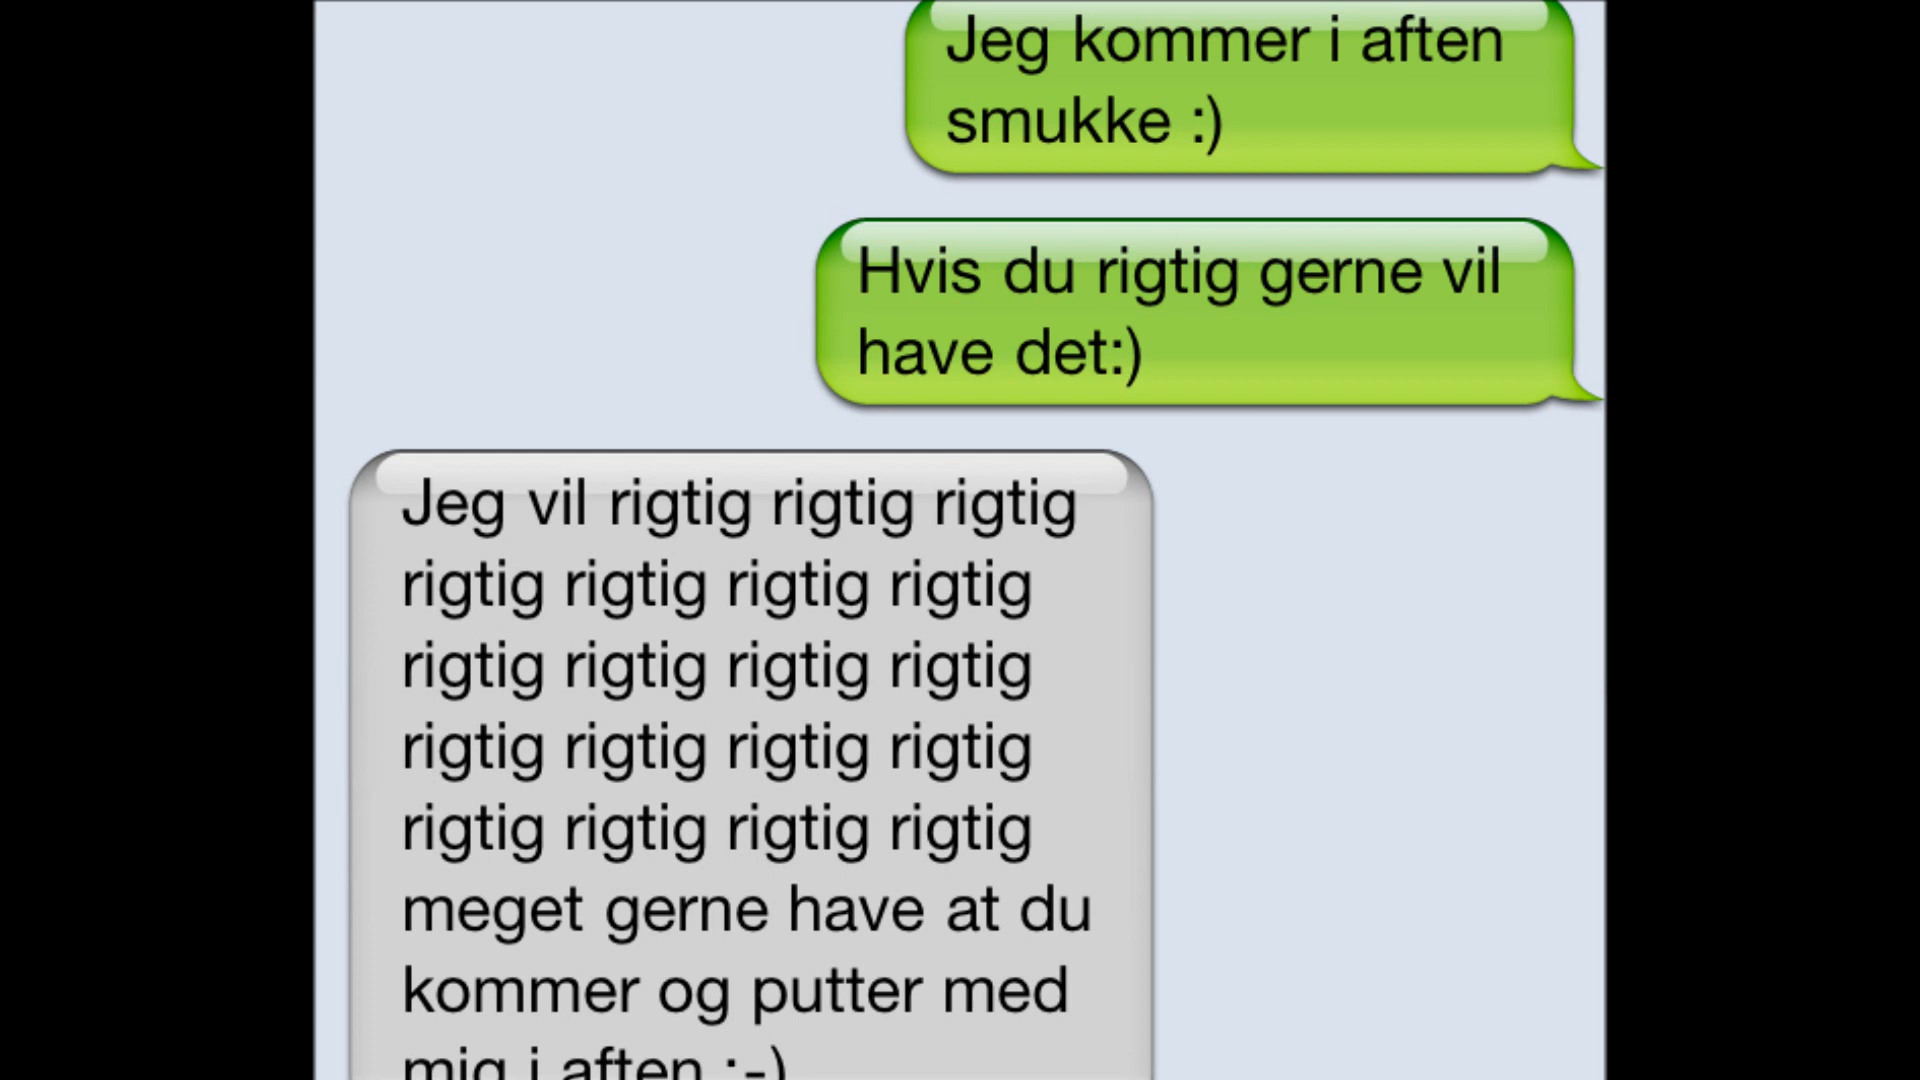 Jeg kommer i aften
smukke :)
Hvis du rigtig gerne vil
have det:)
Jeg vil rigtig rigtig rigtig
rigtig rigtig rigtig rigtig
rigtig rigtig rigtig rigtig
rigtig rigtig rigtig rigtig
rigtig rigtig rigtig rigtig
meget gerne have at du
kommer og putter med
mig i aften :-)